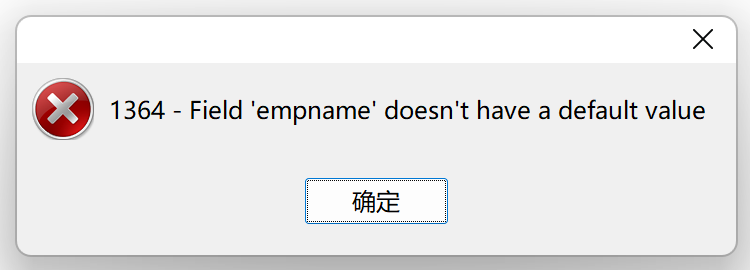 1364 - Field 'empname' doesn't have a default value
确定